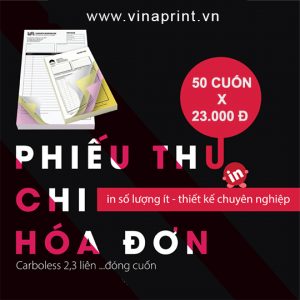 www.vinaprint.vn
50 CUỐN
X
23.000 Đ
PHIẾU THU
CHI
in
in số lượng ít - thiết kế chuyên nghiệp
HÓA ĐƠN
Carboless 2,3 liên ...đóng cuốn